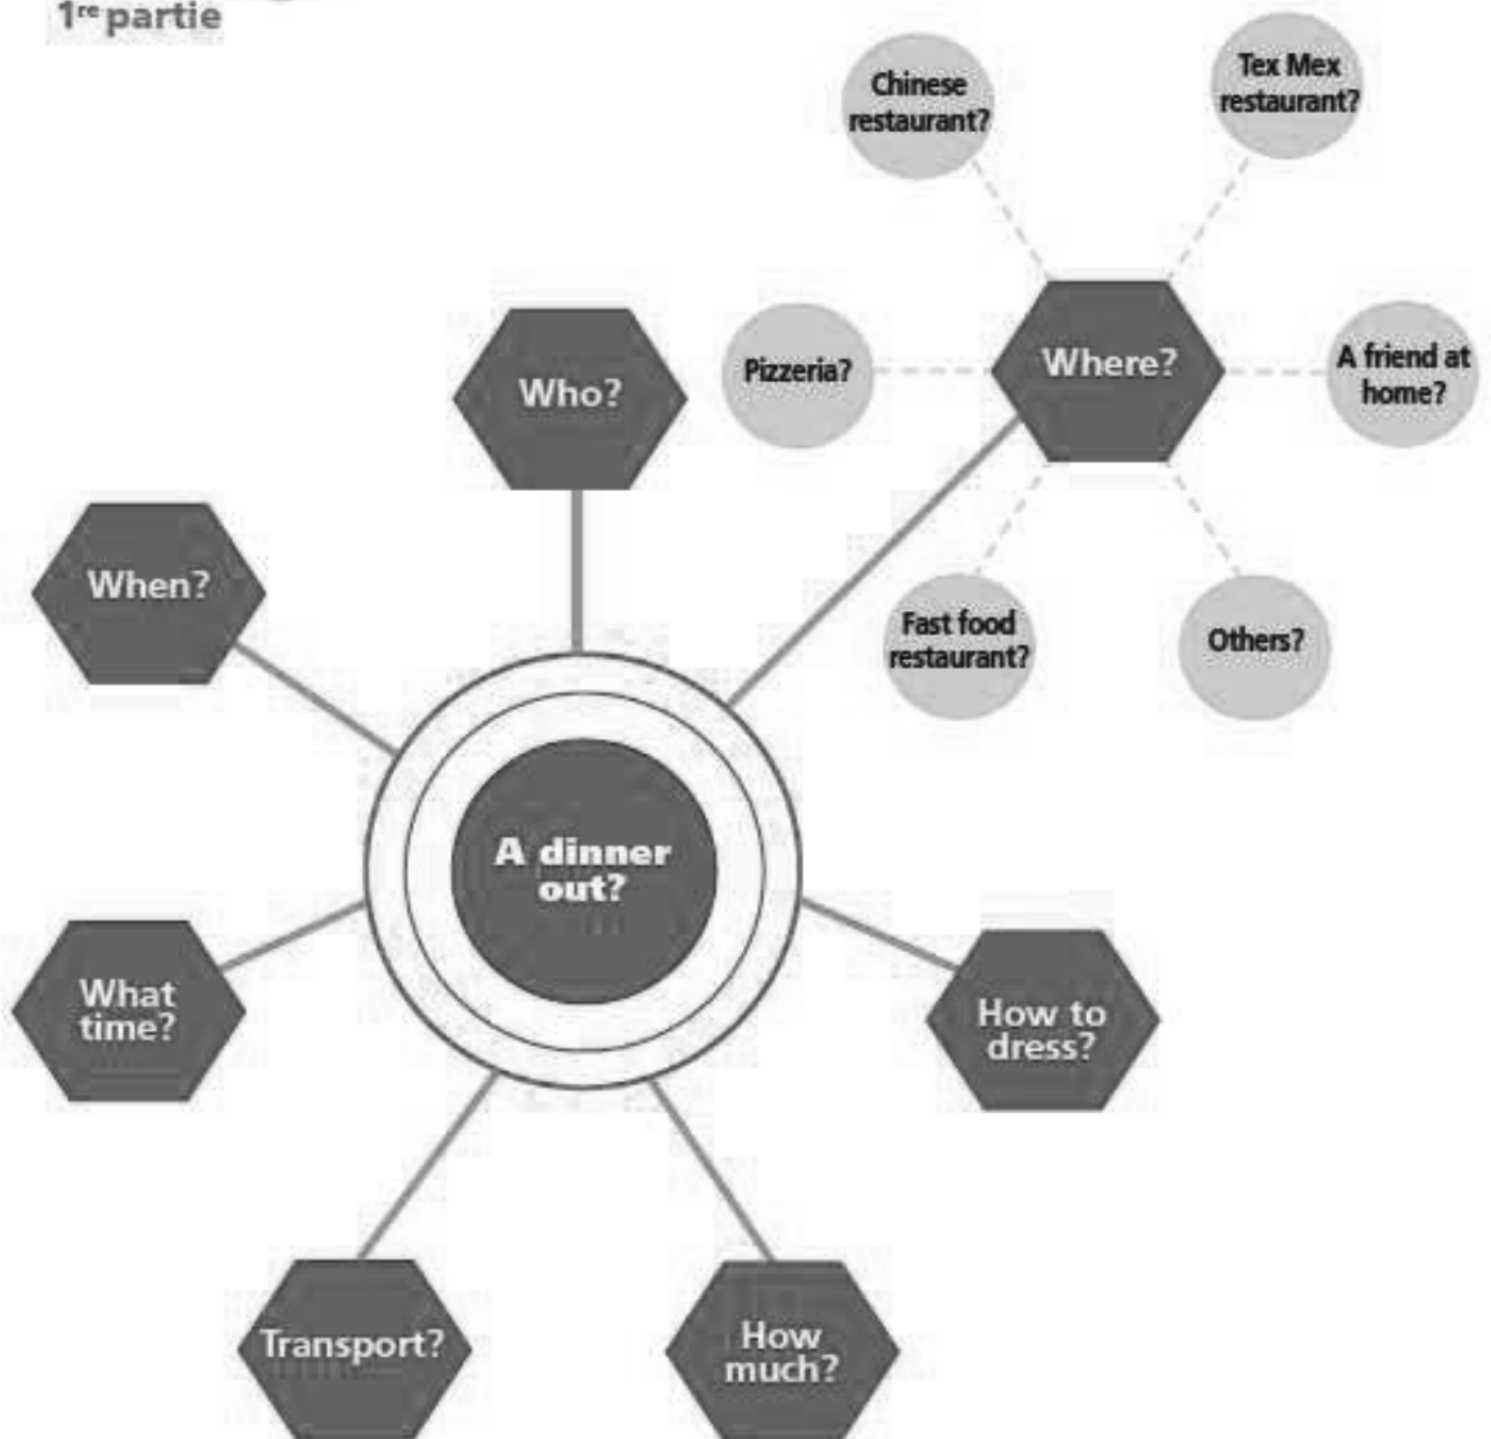 1re partie
Chinese
restaurant?
Tex Mex
restaurant?
Who?
Pizzeria?
Where?
A friend at
home?
When?
Fast food
restaurant?
Others?
A dinner
out?
What
time?
How to
dress?
Transport?
How
much?